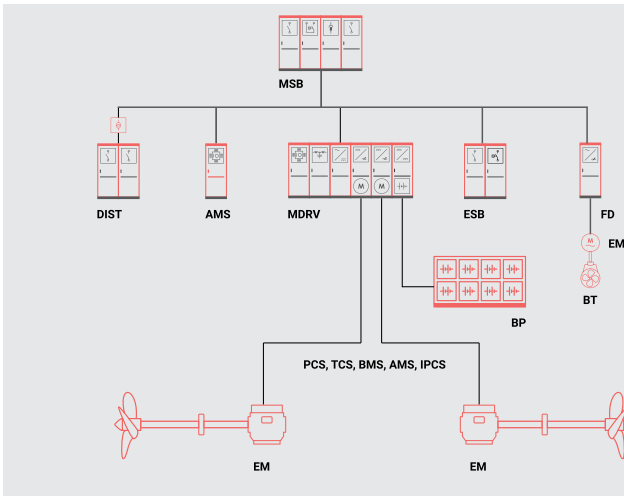 MSB
DIST
AMS
MDRV
ESB
FD
M
M
M
EM
BT
BP
PCS, TCS, BMS, AMS, IPCS
EM
EM